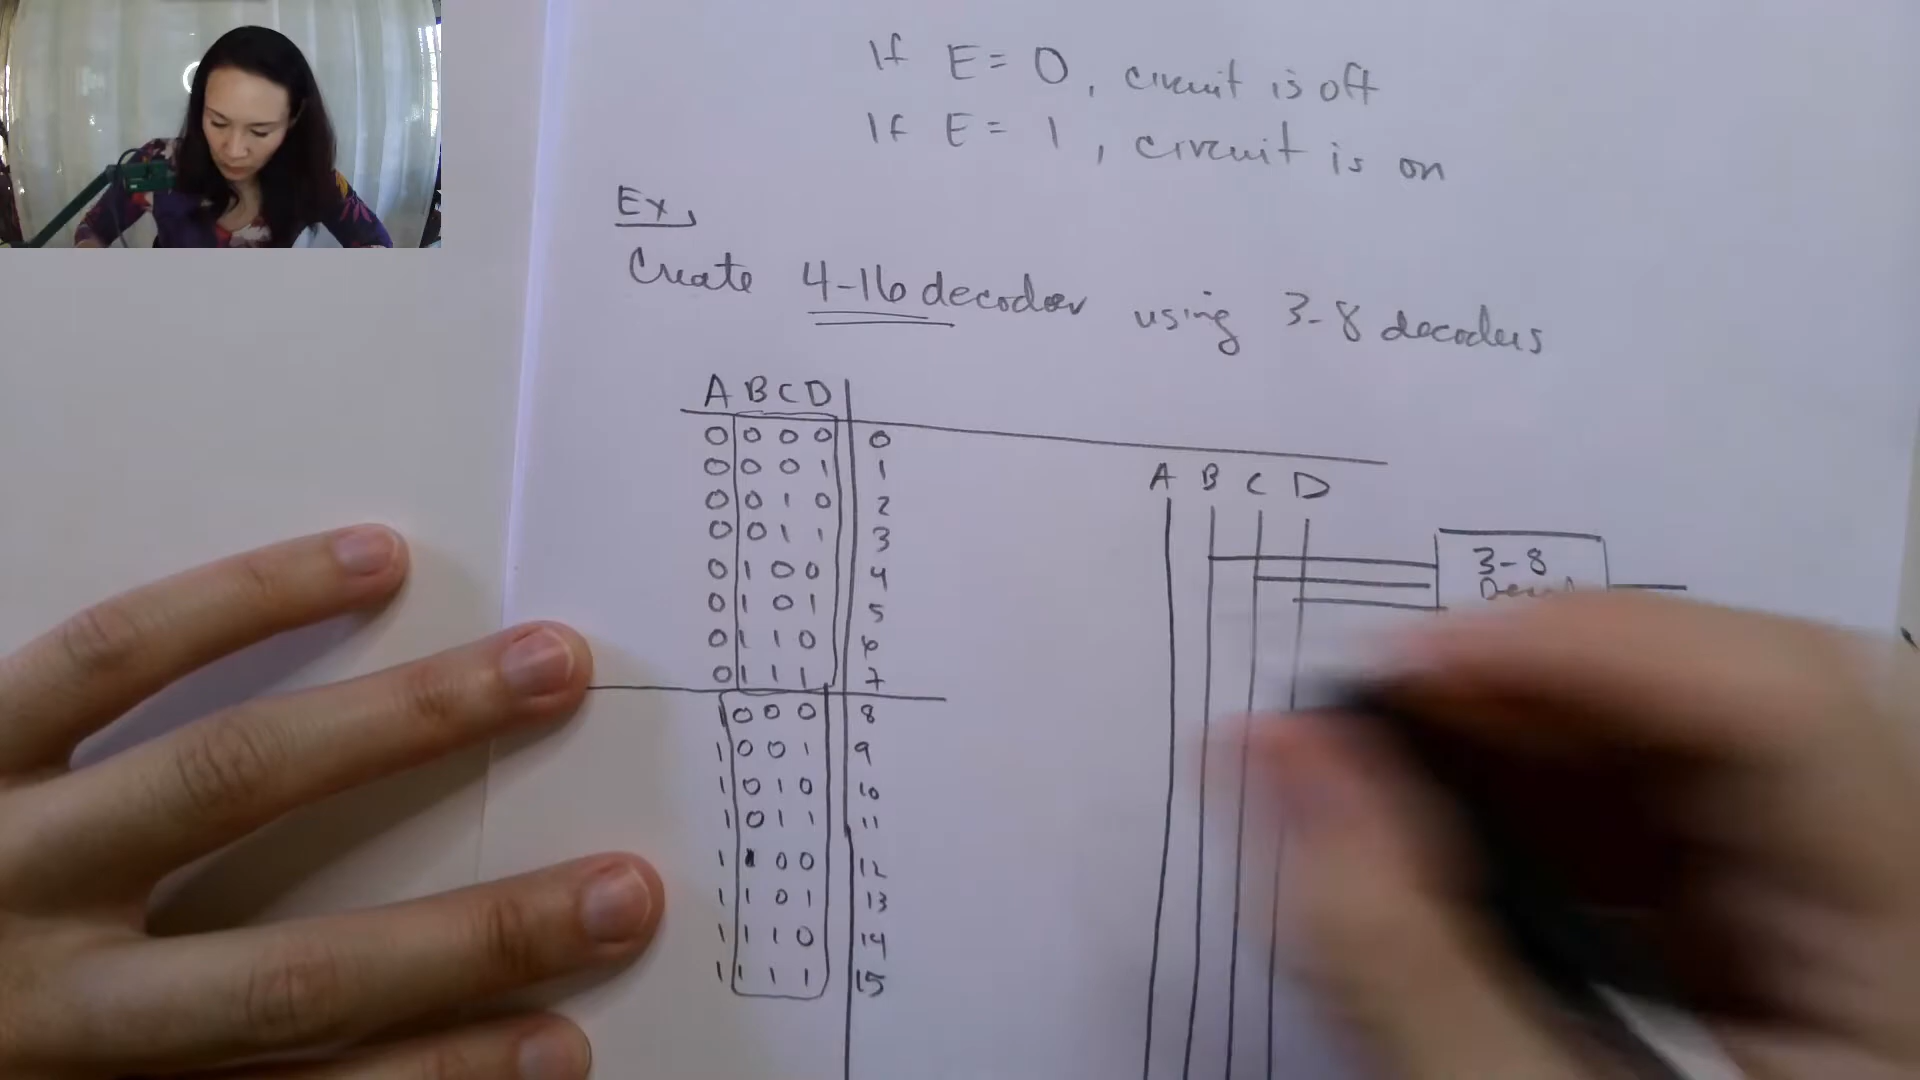 If E = 0, circuit is off
If E = 1, circuit is on
Ex,
Create 4-16 decoder using 3-8 decoders
A B C D
0 0 0 0 0
0 0 0 1 1
0 0 1 0 2
0 0 1 1 3
0 1 0 0 4
0 1 0 1 5
0 1 1 0 6
0 1 1 1 7
1 0 0 0 8
1 0 0 1 9
1 0 1 0 10
1 0 1 1 11
1 1 0 0 12
1 1 0 1 13
1 1 1 0 14
1 1 1 1 15
A B C D
3-8